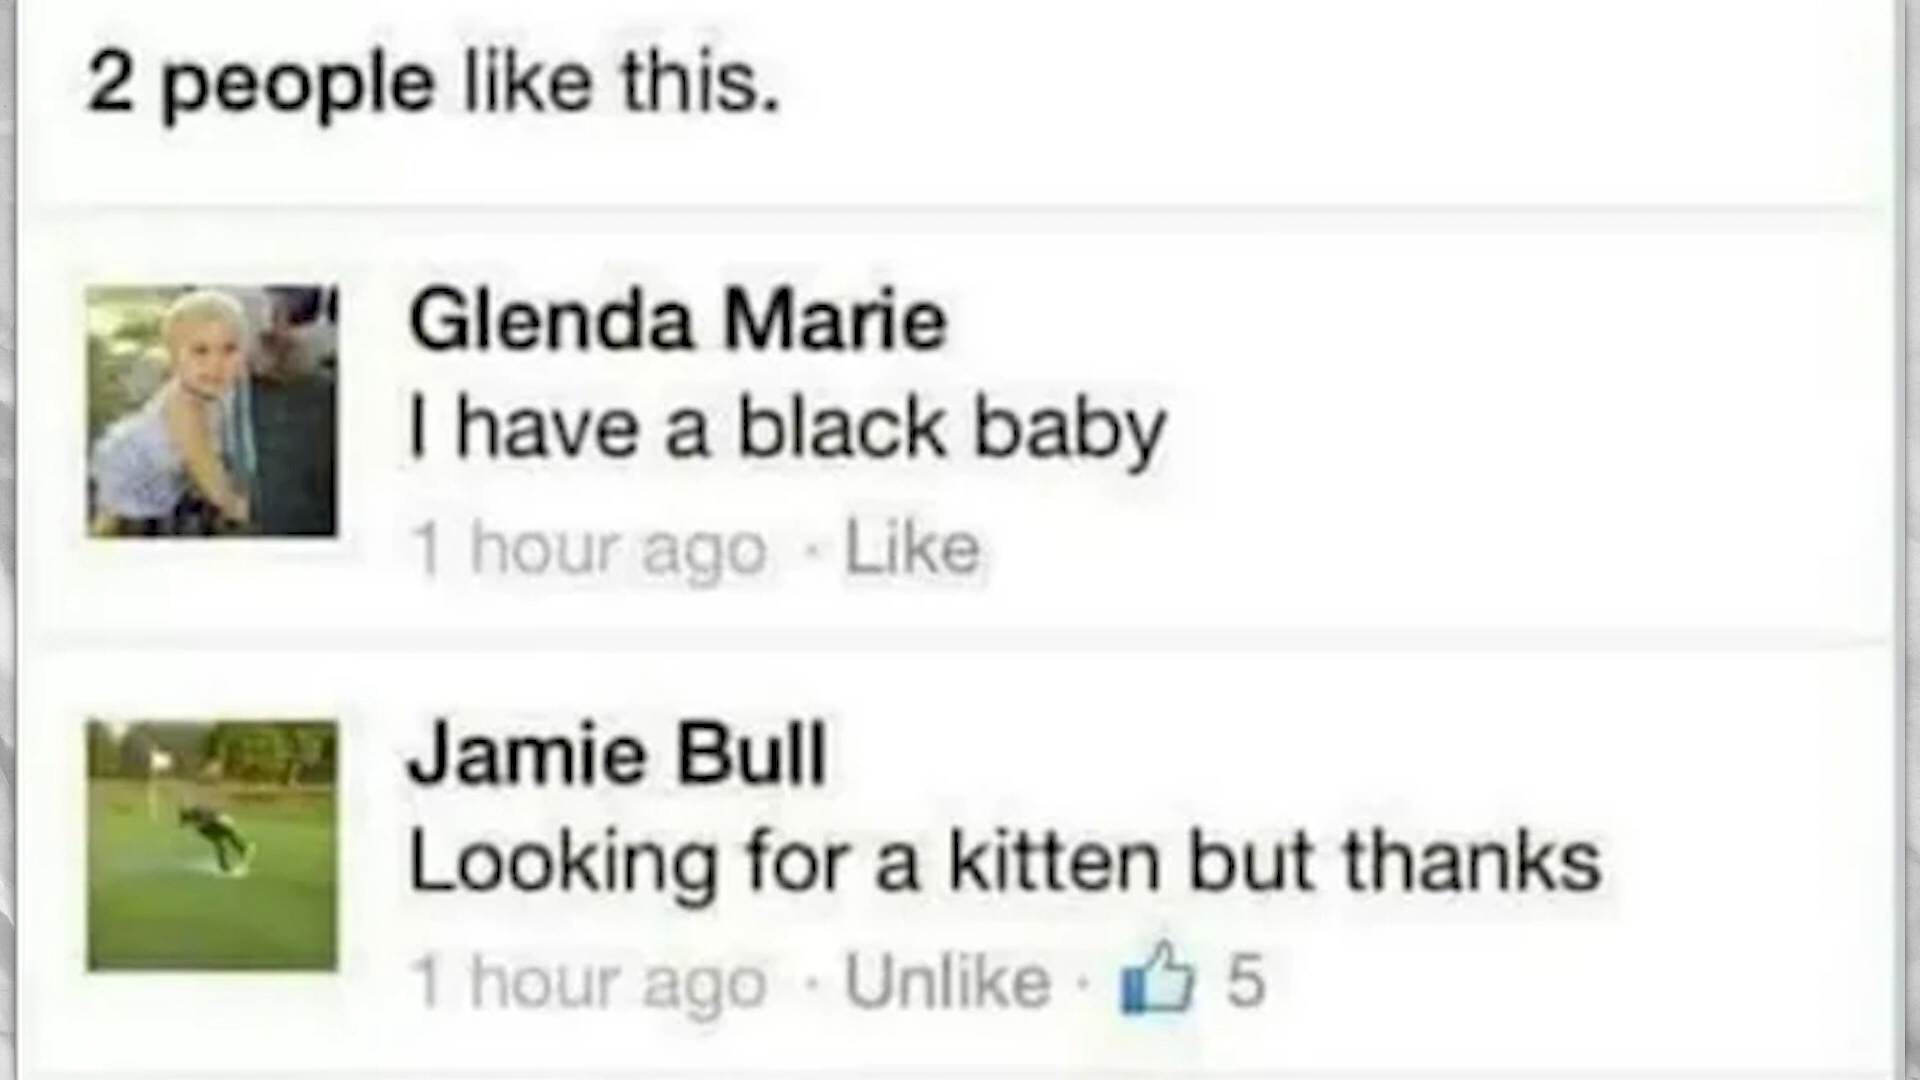 2 people like this.
Glenda Marie
I have a black baby
1 hour ago · Like
Jamie Bull
Looking for a kitten but thanks
1 hour ago · Unlike · 5